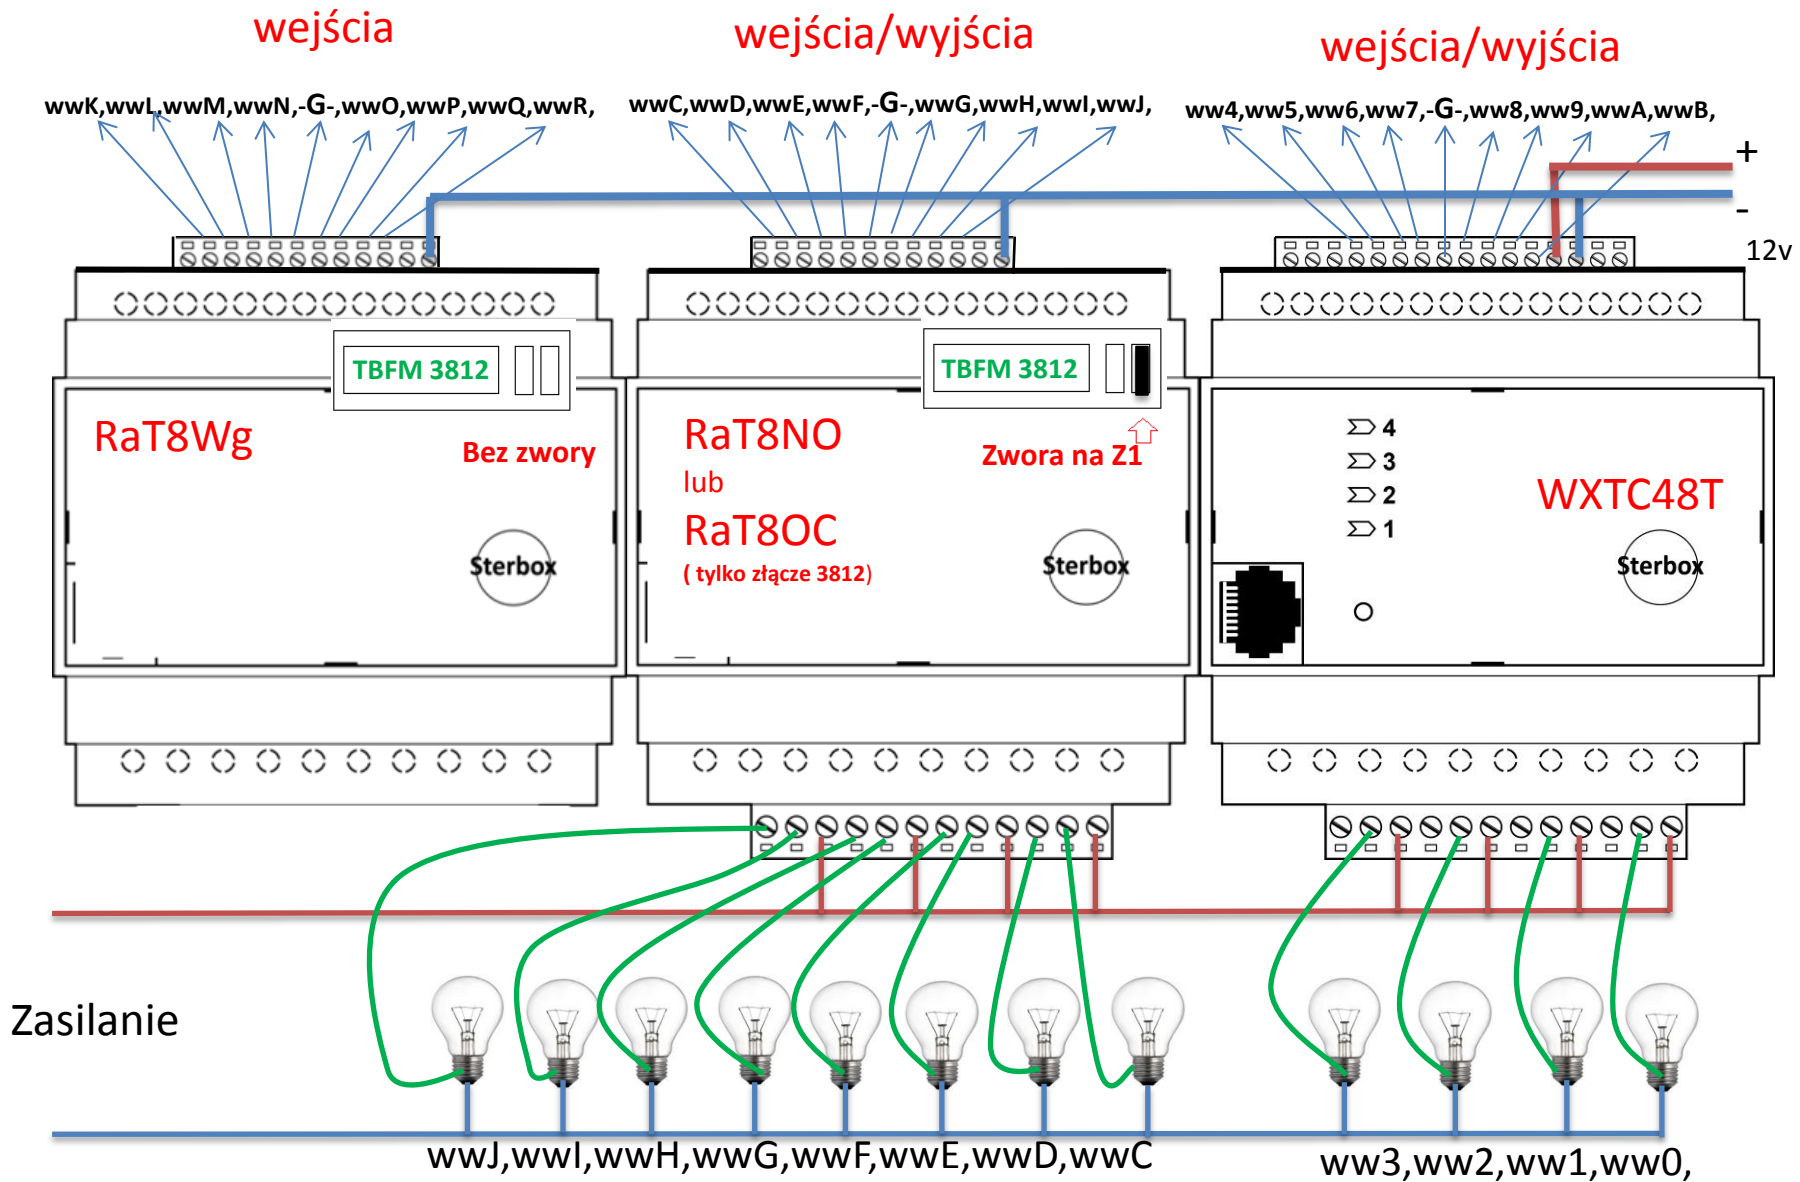 wejścia
wejścia/wyjścia
wejścia/wyjścia
wwK,wwL,wwM,wwN,-G-,wwO,wwP,wwQ,wwR,
wwC,wwD,wwE,wwF,-G-,wwG,wwH,wwI,wwJ,
ww4,ww5,ww6,ww7,-G-,ww8,ww9,wwA,wwB,
+
-
12v
TBFM 3812
RaT8Wg
Bez zwory
Sterbox
TBFM 3812
RaT8NO
lub
RaT8OC
( tylko złącze 3812)
Zwora na Z1
Sterbox
4
3
2
1
WXTC48T
Sterbox
Zasilanie
wwJ,wwI,wwH,wwG,wwF,wwE,wwD,wwC
ww3,ww2,ww1,ww0,